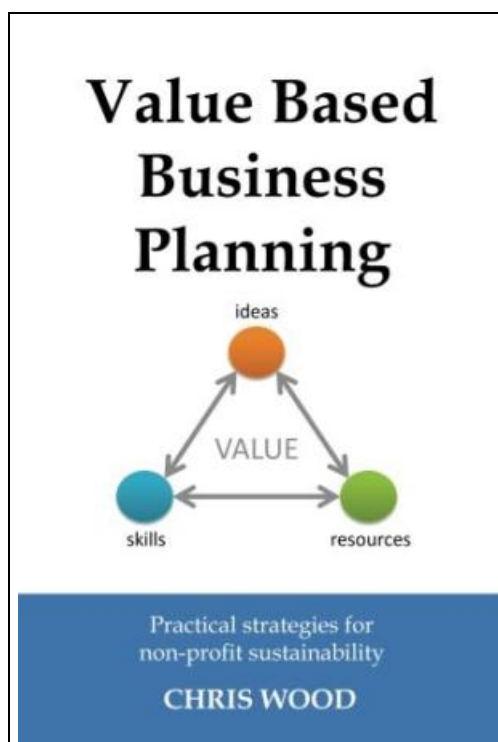 Value Based
Business
Planning
ideas
VALUE
skills
resources
Practical strategies for
non-profit sustainability
CHRIS WOOD